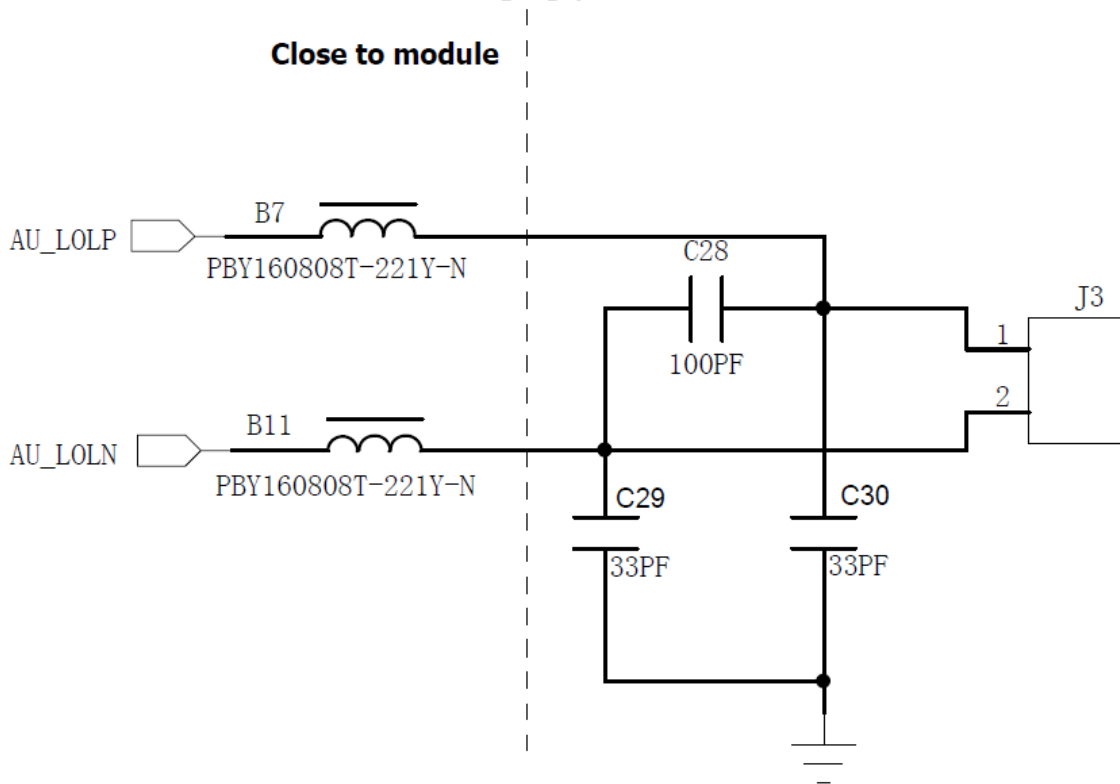 Close to module
B7
AU_LOLP
PBY160808T-221Y-N
C28
100PF
J3
1
2
B11
AU_LOLN
PBY160808T-221Y-N
C29
33PF
C30
33PF